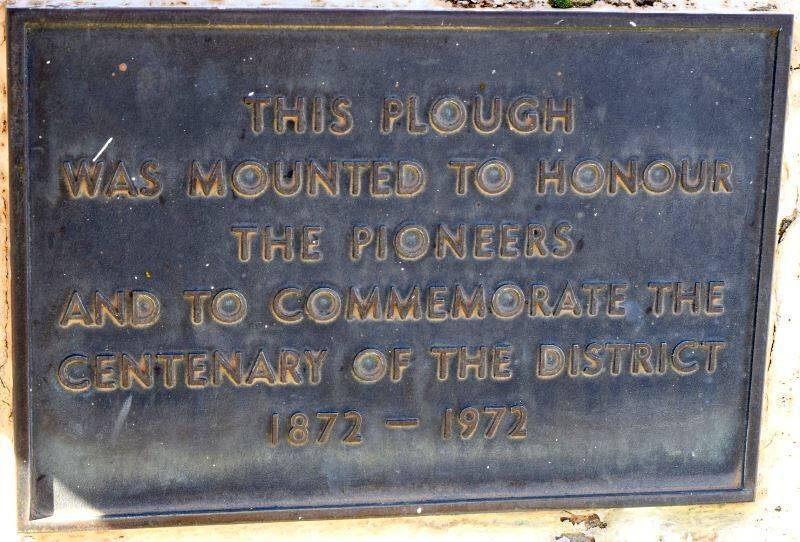 THIS PLOUGH
WAS MOUNTED TO HONOUR
THE PIONEERS
AND TO COMMEMORATE THE
CENTENARY OF THE DISTRICT
1872 — 1972